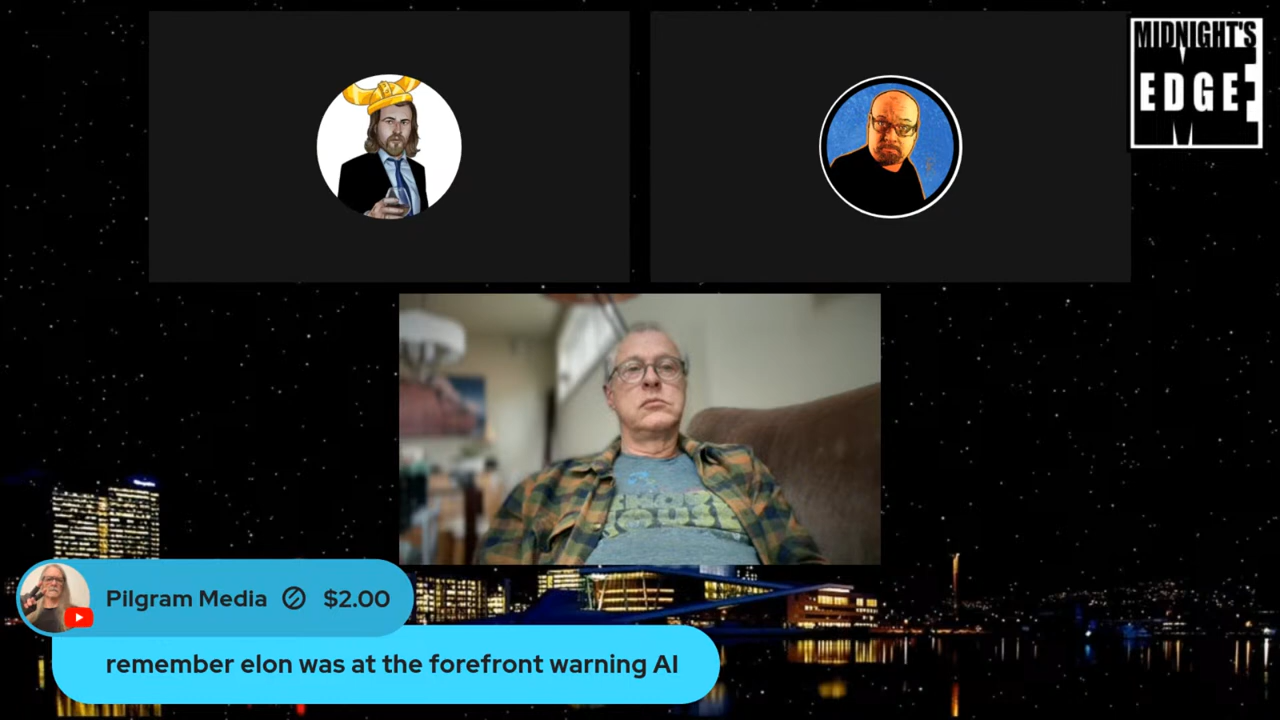 MIDNIGHT'S
EDGE
Pilgram Media $2.00
remember elon was at the forefront warning AI